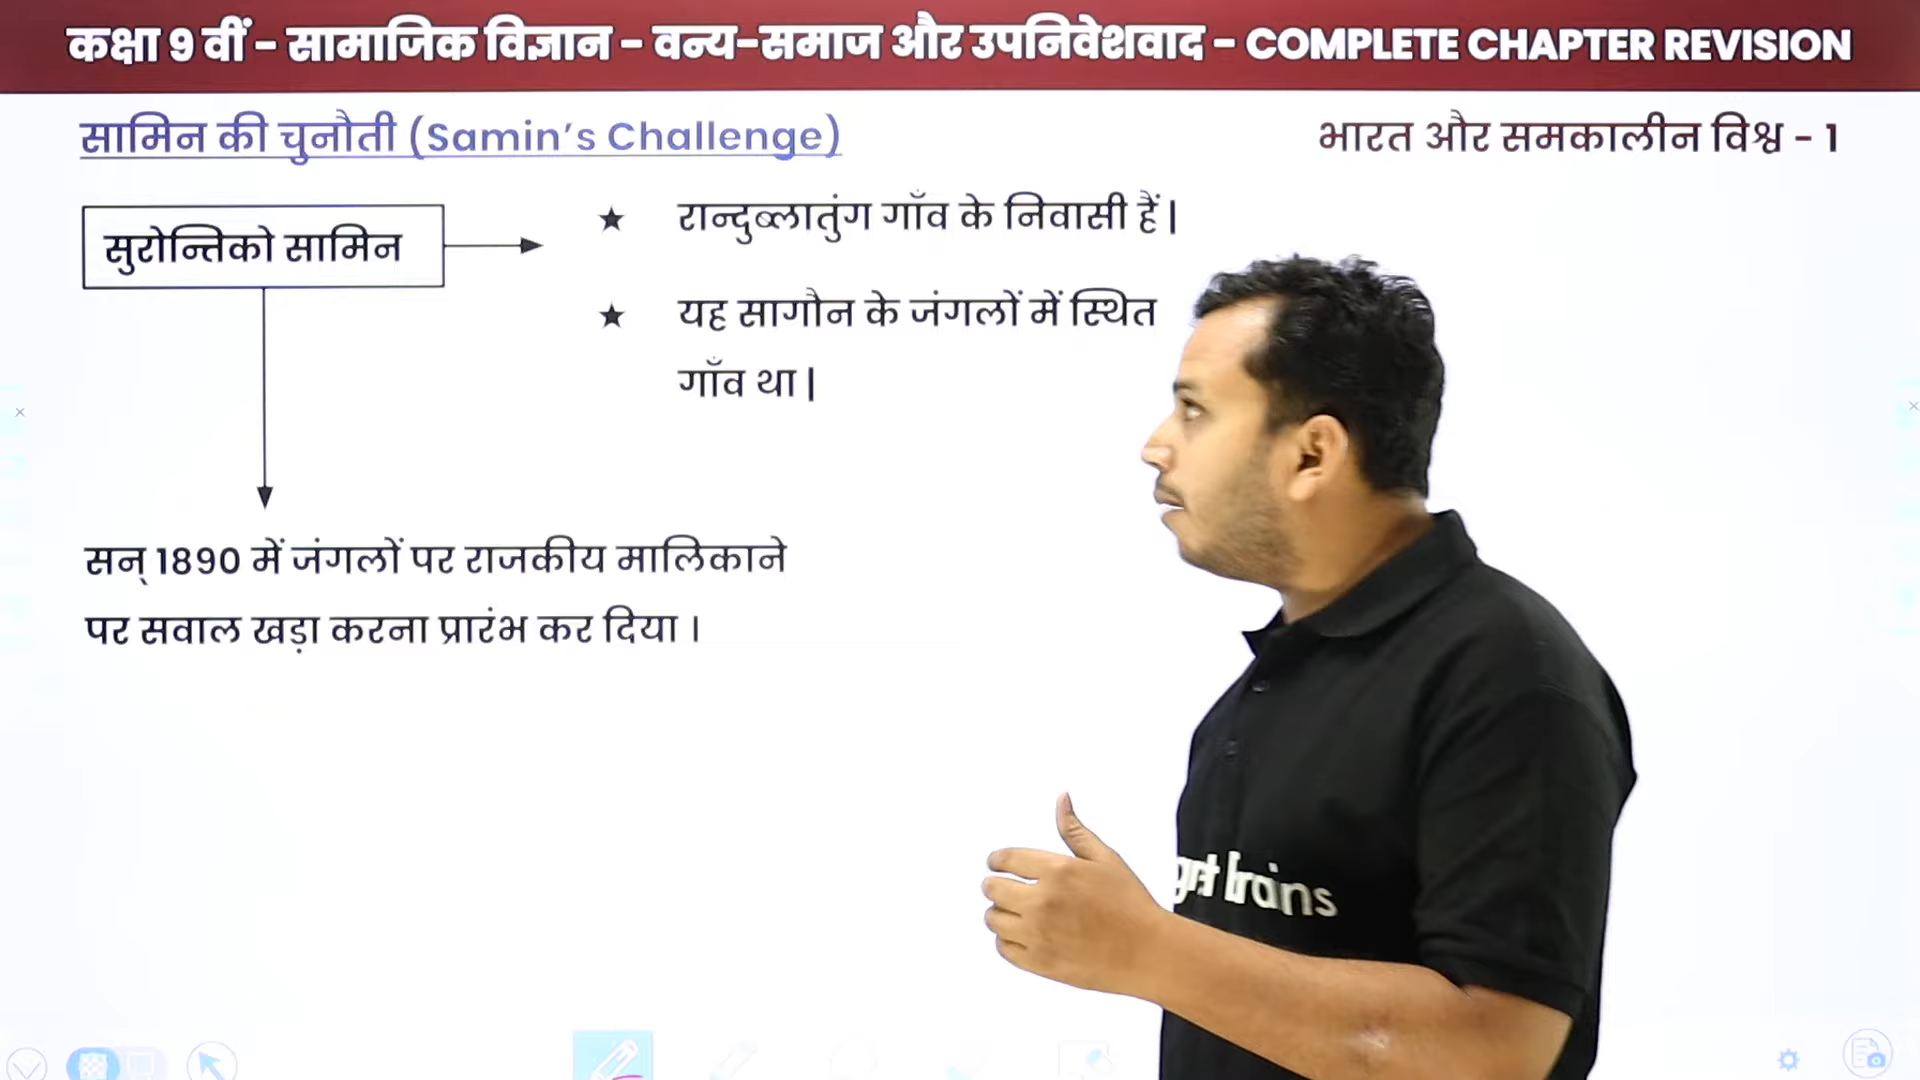 कक्षा 9 वीं - सामाजिक विज्ञान - वन्य-समाज और उपनिवेशवाद - COMPLETE CHAPTER REVISION
सामिन की चुनौती (Samin's Challenge)
भारत और समकालीन विश्व - 1
सुरोन्तिको सामिन
★ रान्दुब्लातुंग गाँव के निवासी हैं |
★ यह सागौन के जंगलों में स्थित
गाँव था |
सन् 1890 में जंगलों पर राजकीय मालिकाने
पर सवाल खड़ा करना प्रारंभ कर दिया ।
brains